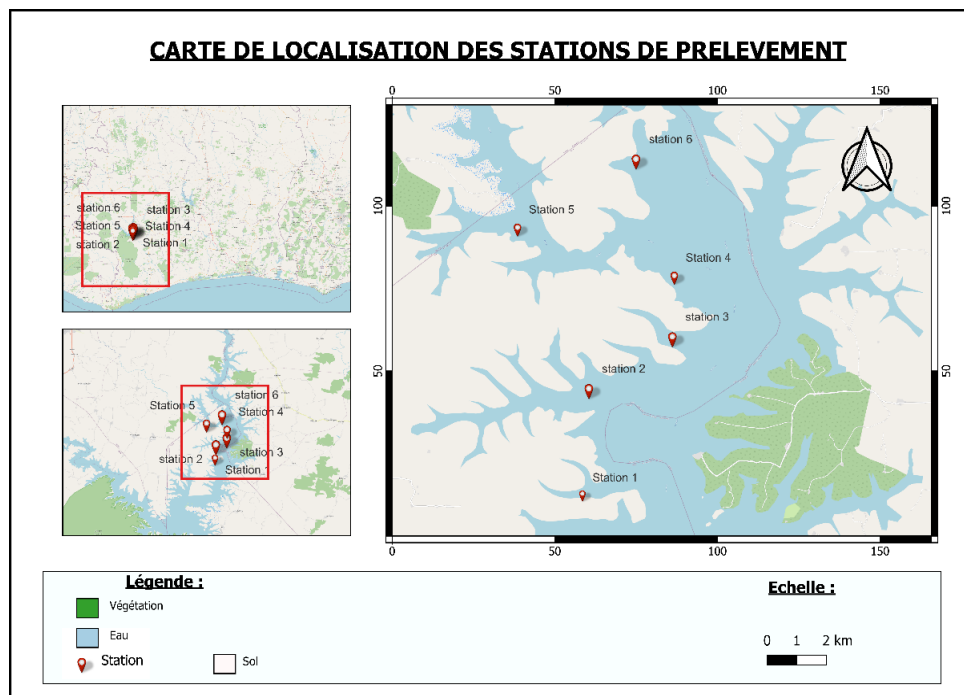 CARTE DE LOCALISATION DES STATIONS DE PRELEVEMENT
station 6
station 3
Station 5
Station 4
station 2
Station 1
station 6
Station 5
Station 4
station 2
station 3
Station 1
0
50
100
150
100
100
50
50
station 6
Station 5
Station 4
station 3
station 2
Station 1
0
50
100
150
Légende :
Végétation
Eau
Station
Sol
Echelle :
0 1 2 km